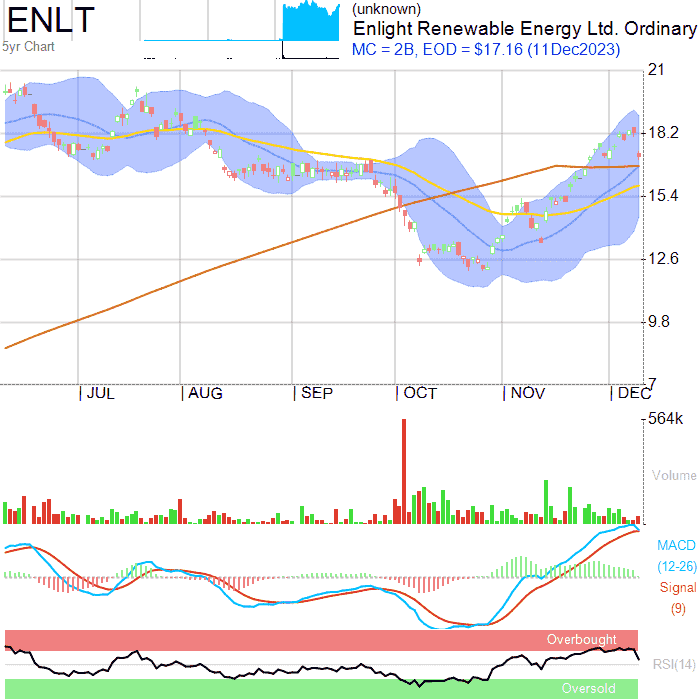 ENLT
5yr Chart
(unknown)
Enlight Renewable Energy Ltd. Ordinary
MC = 2B, EOD = $17.16 (11Dec2023)
21
18.2
15.4
12.6
9.8
7
JUL AUG SEP OCT NOV DEC
564k
Volume
MACD
(12-26)
Signal
(9)
Overbought
RSI(14)
Oversold